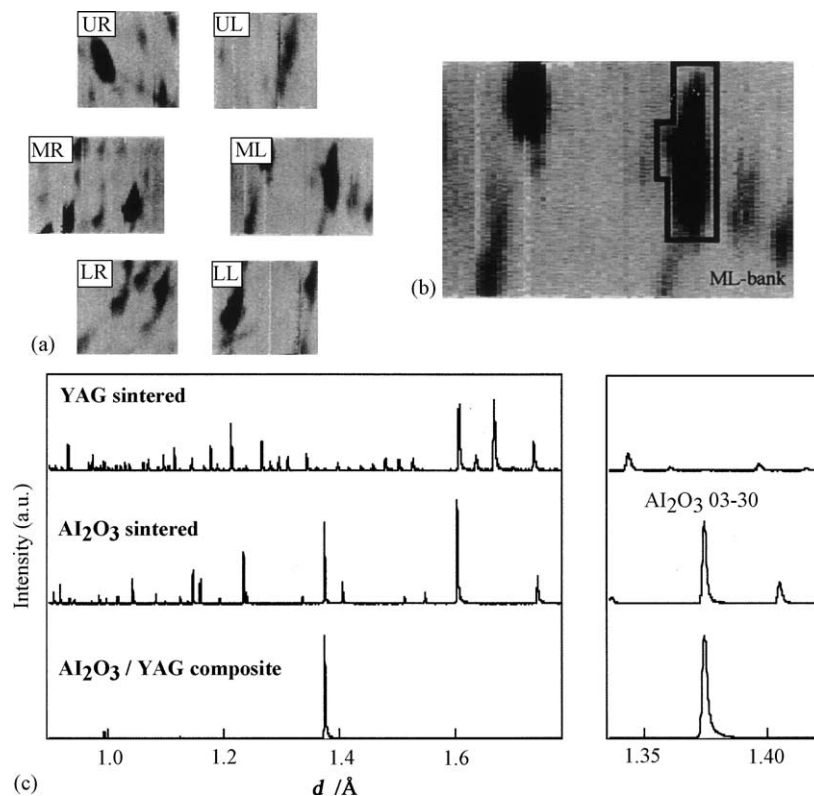 UR
UL
MR
ML
LR
LL
(a)
ML-bank
(b)
YAG sintered
Al₂O₃ sintered
Al₂O₃ / YAG composite
Intensity (a.u.)
1.0 1.2 1.4 1.6
d /Å
Al₂O₃ 03-30
1.35 1.40
(c)